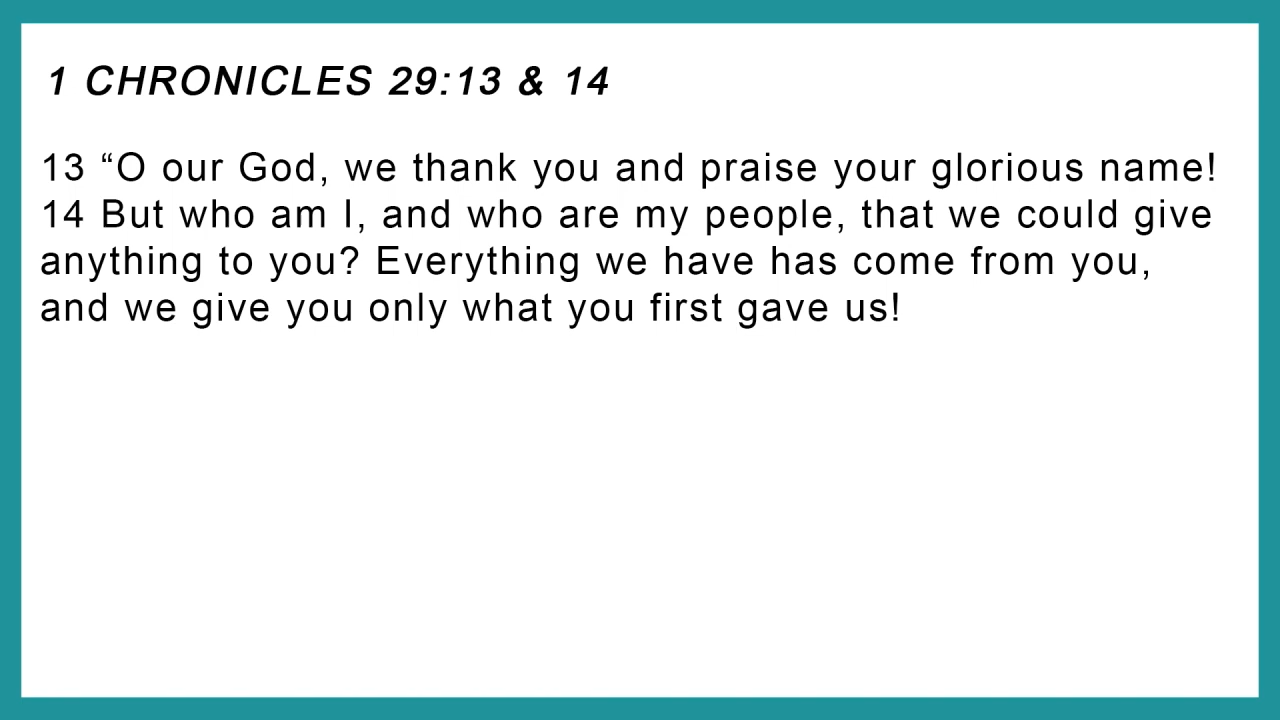 1 CHRONICLES 29:13 & 14
13 “O our God, we thank you and praise your glorious name!
14 But who am I, and who are my people, that we could give
anything to you? Everything we have has come from you,
and we give you only what you first gave us!